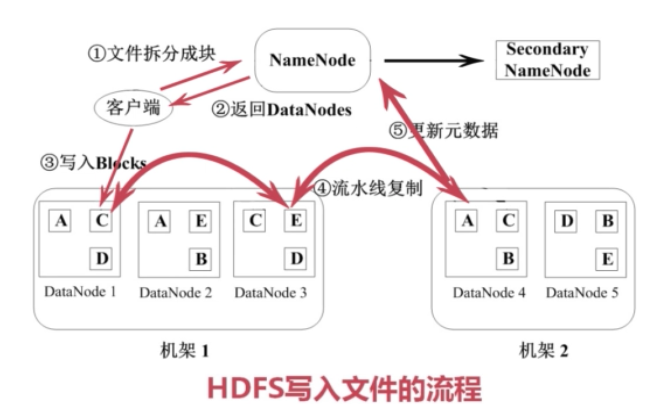 ①文件拆分成块
NameNode
Secondary
NameNode
客户端
②返回DataNodes
⑤更新元数据
③写入Blocks
④流水线复制
A C
D
DataNode 1
A E
B
DataNode 2
C E
D
DataNode 3
A C
B
DataNode 4
D B
E
DataNode 5
机架 1
机架 2
HDFS写入文件的流程